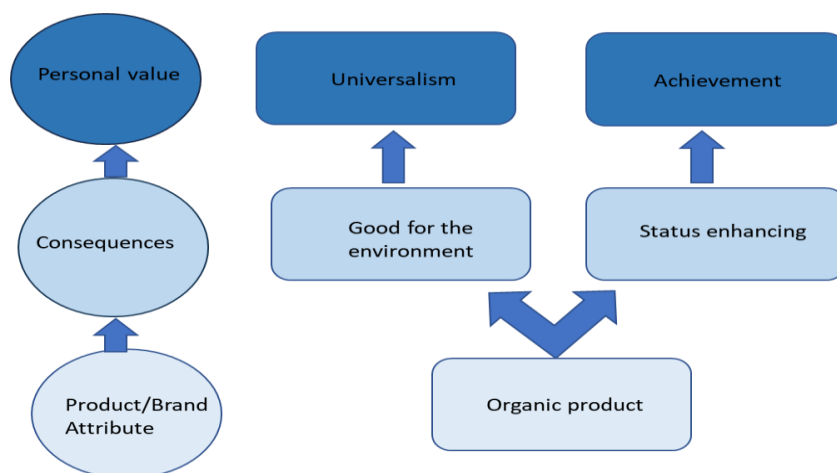 Personal value
Universalism
Achievement
Consequences
Good for the
environment
Status enhancing
Product/Brand
Attribute
Organic product